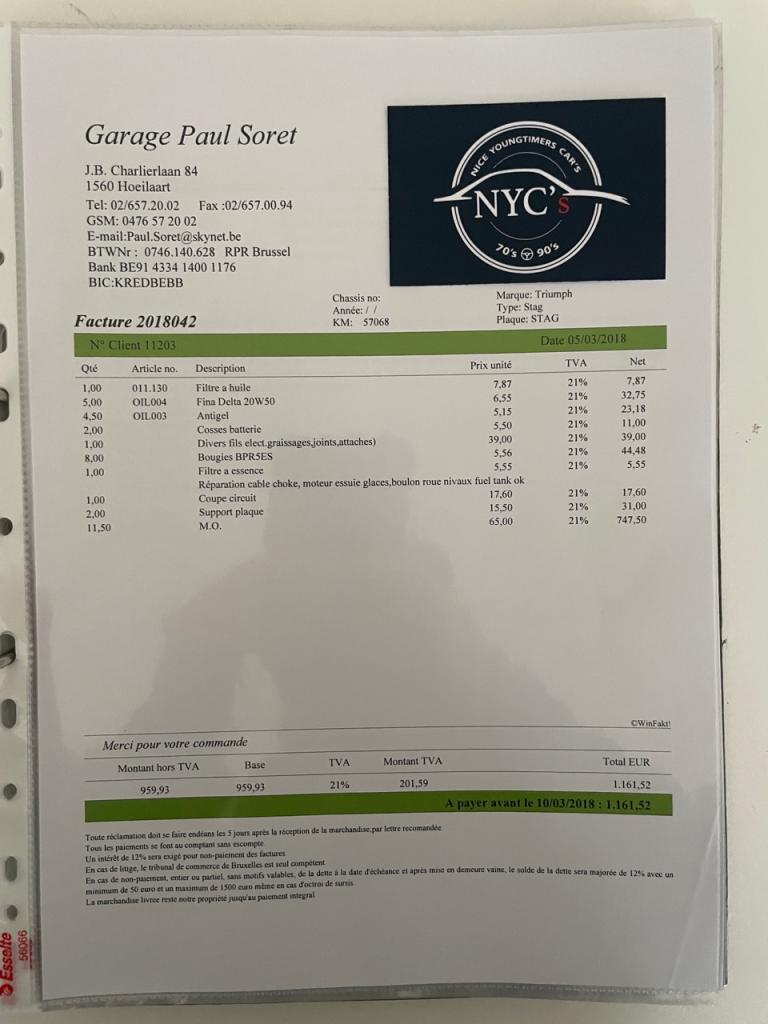 Garage Paul Soret
J.B. Charlierlaan 84
1560 Hoeilaart
Tel: 02/657.20.02 Fax :02/657.00.94
GSM: 0476 57 20 02
E-mail:Paul.Soret@skynet.be
BTWNr : 0746.140.628 RPR Brussel
Bank BE91 4334 1400 1176
BIC:KREDBEBB
NICE YOUNGTIMERS CAR'S
NYC's
70's 90's
Chassis no:
Année: / /
KM: 57068
Marque: Triumph
Type: Stag
Plaque: STAG
Facture 2018042
N° Client 11203 Date 05/03/2018
Qté Article no. Description Prix unité TVA Net
1,00 011.130 Filtre a huile 7,87 21% 7,87
5,00 OIL004 Fina Delta 20W50 6,55 21% 32,75
4,50 OIL003 Antigel 5,15 21% 23,18
2,00 Cosses batterie 5,50 21% 11,00
1,00 Divers fils elect.graissages,joints,attaches) 39,00 21% 39,00
8,00 Bougies BPR5ES 5,56 21% 44,48
1,00 Filtre a essence 5,55 21% 5,55
Réparation cable choke, moteur essuie glaces,boulon roue nivaux fuel tank ok
1,00 Coupe circuit 17,60 21% 17,60
2,00 Support plaque 15,50 21% 31,00
11,50 M.O. 65,00 21% 747,50
©WinFakt!
Merci pour votre commande
Montant hors TVA Base TVA Montant TVA Total EUR
959,93 959,93 21% 201,59 1.161,52
A payer avant le 10/03/2018 : 1.161,52
Toute réclamation doit se faire endéans les 5 jours après la réception de la marchandise,par lettre recomandée
Tous les paiements se font au comptant sans escompte
Un intérêt de 12% sera exigé pour non-paiement des factures
En cas de litige, le tribunal de commerce de Bruxelles est seul compétent.
En cas de non-paiement, entier ou partiel, sans motifs valables, de la dette à la date d'échéance et après mise en demeure vaine, le solde de la dette sera majorée de 12% avec un
minimum de 50 euro et un maximum de 1500 euro même en cas d'octroi de sursis
La marchandise livree reste notre propriété jusqu'au paiement integral
Esselte
56066